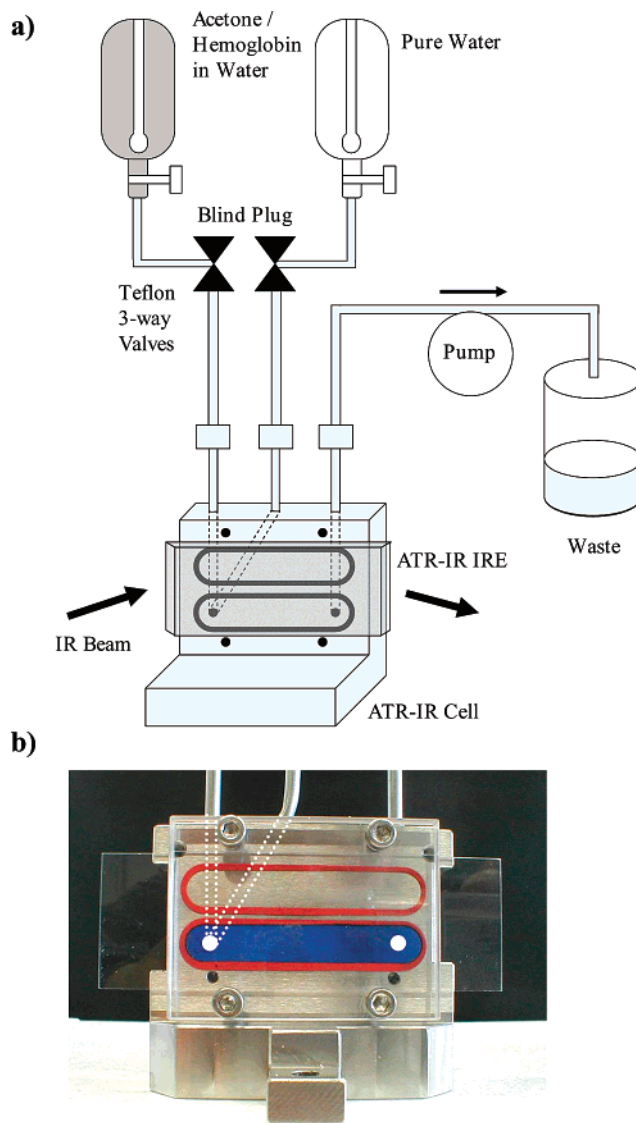 a)
Acetone /
Hemoglobin
in Water
Pure Water
Blind Plug
Teflon
3-way
Valves
Pump
Waste
ATR-IR IRE
IR Beam
ATR-IR Cell
b)